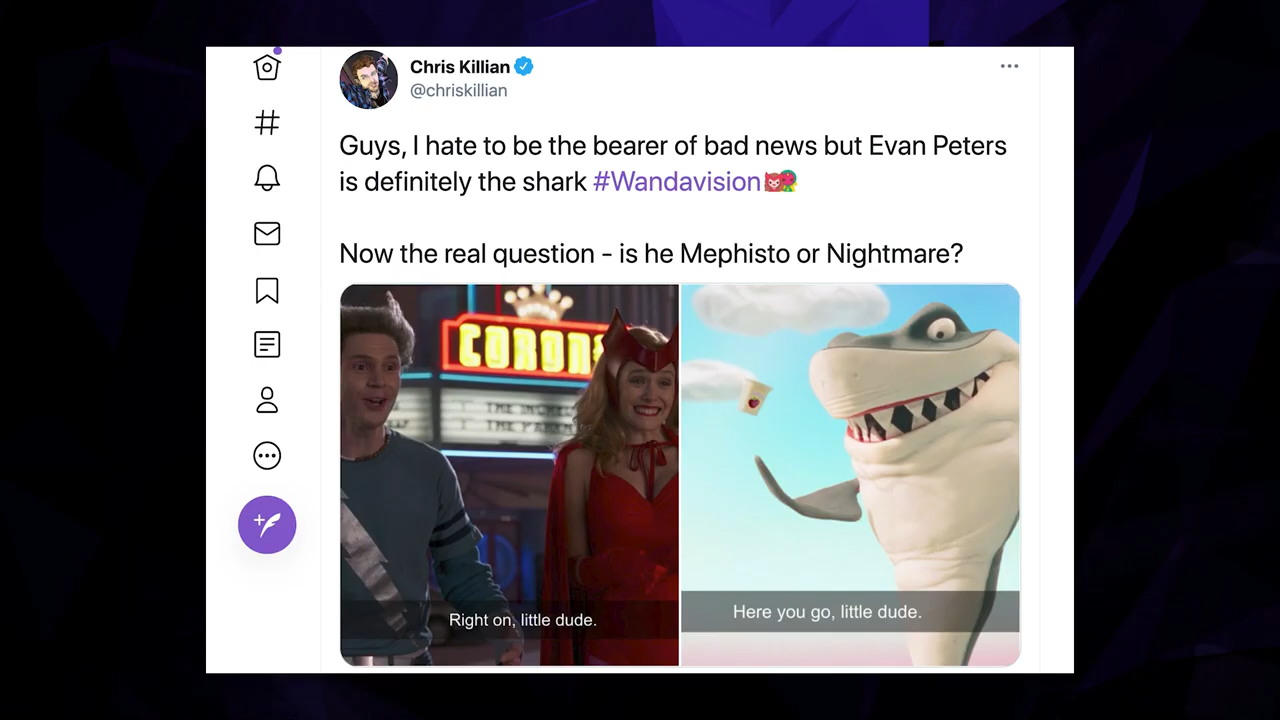 Chris Killian
@chriskillian
Guys, I hate to be the bearer of bad news but Evan Peters
is definitely the shark #Wandavision
Now the real question - is he Mephisto or Nightmare?
CORON
THE
THE
Right on, little dude.
Here you go, little dude.